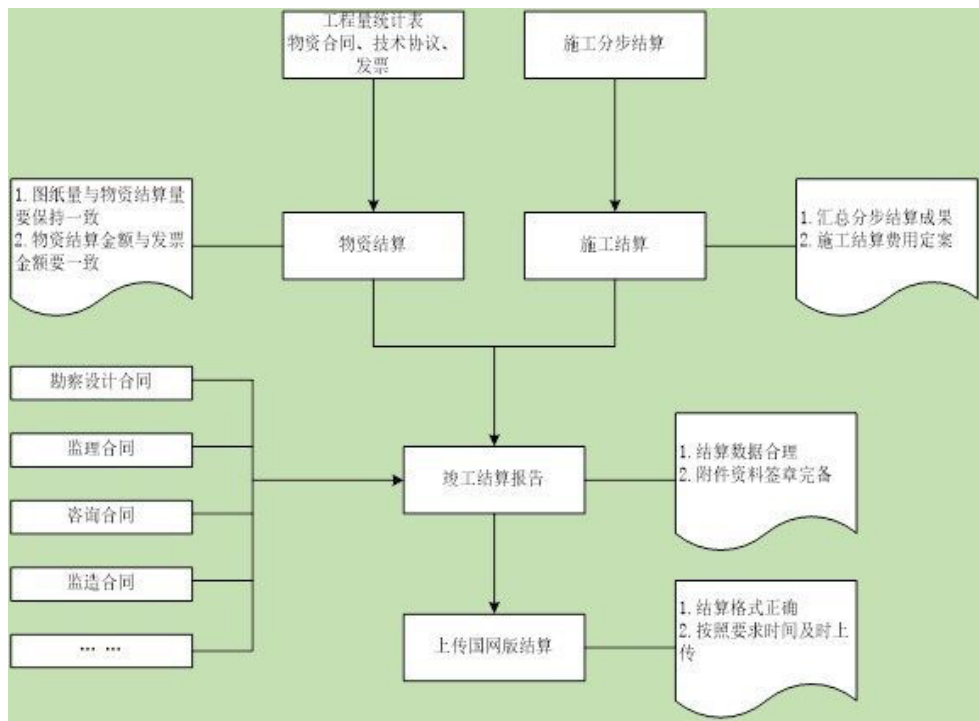 工程量统计表
物资合同、技术协议、
发票
施工分步结算
1.图纸量与物资结算量
要保持一致
2.物资结算金额与发票
金额要一致
物资结算
施工结算
1.汇总分步结算成果
2.施工结算费用定案
勘察设计合同
监理合同
咨询合同
监造合同
… …
竣工结算报告
1.结算数据合理
2.附件资料签章完备
上传国网版结算
1.结算格式正确
2.按照要求时间及时上
传